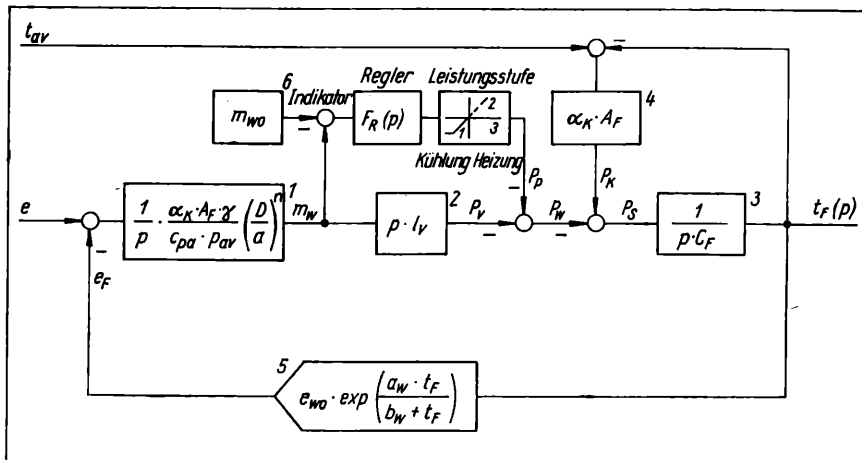 t_av
−
6 Indikator
Regler
Leistungsstufe
4
m_wo
−
F_R (p)
1 2 3
α_K · A_F
Kühlung Heizung
P_p
−
P_K
e
−
e_F
1/p · (α_K · A_F · γ)/(c_pa · p_av) (D/a)^n
1
m_w
p · l_v
2
P_v
−
P_w
−
P_S
1/(p · C_F)
3
t_F (p)
5
e_wo · exp ((a_w · t_F)/(b_w + t_F))